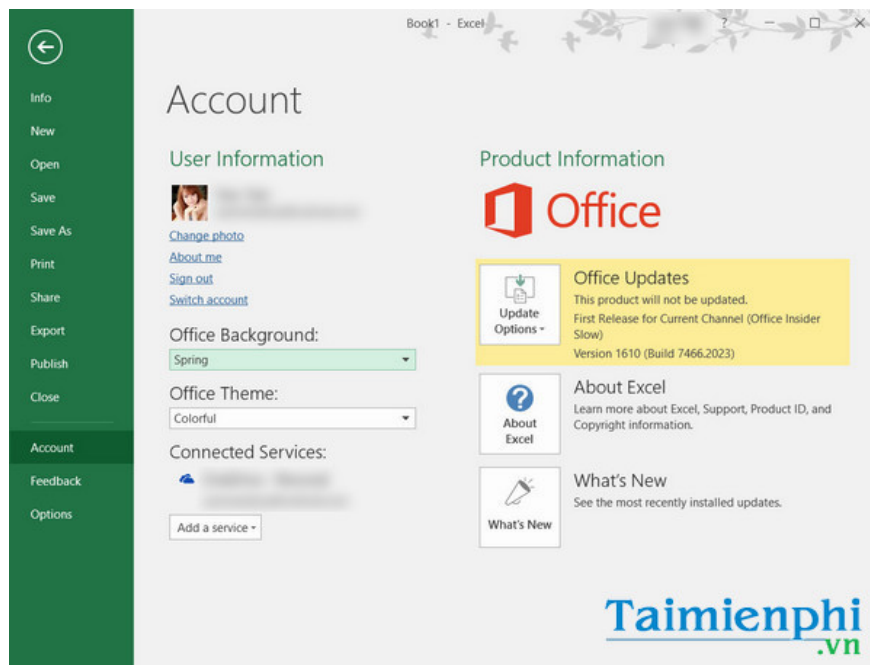 Book1 - Excel
?
Info
New
Open
Save
Save As
Print
Share
Export
Publish
Close
Account
Feedback
Options
Account
User Information
Change photo
About me
Sign out
Switch account
Office Background:
Spring
Office Theme:
Colorful
Connected Services:
Add a service
Product Information
Office
Update
Options
Office Updates
This product will not be updated.
First Release for Current Channel (Office Insider
Slow)
Version 1610 (Build 7466.2023)
About
Excel
About Excel
Learn more about Excel, Support, Product ID, and
Copyright information.
What's New
What's New
See the most recently installed updates.
Taimienphi
.vn